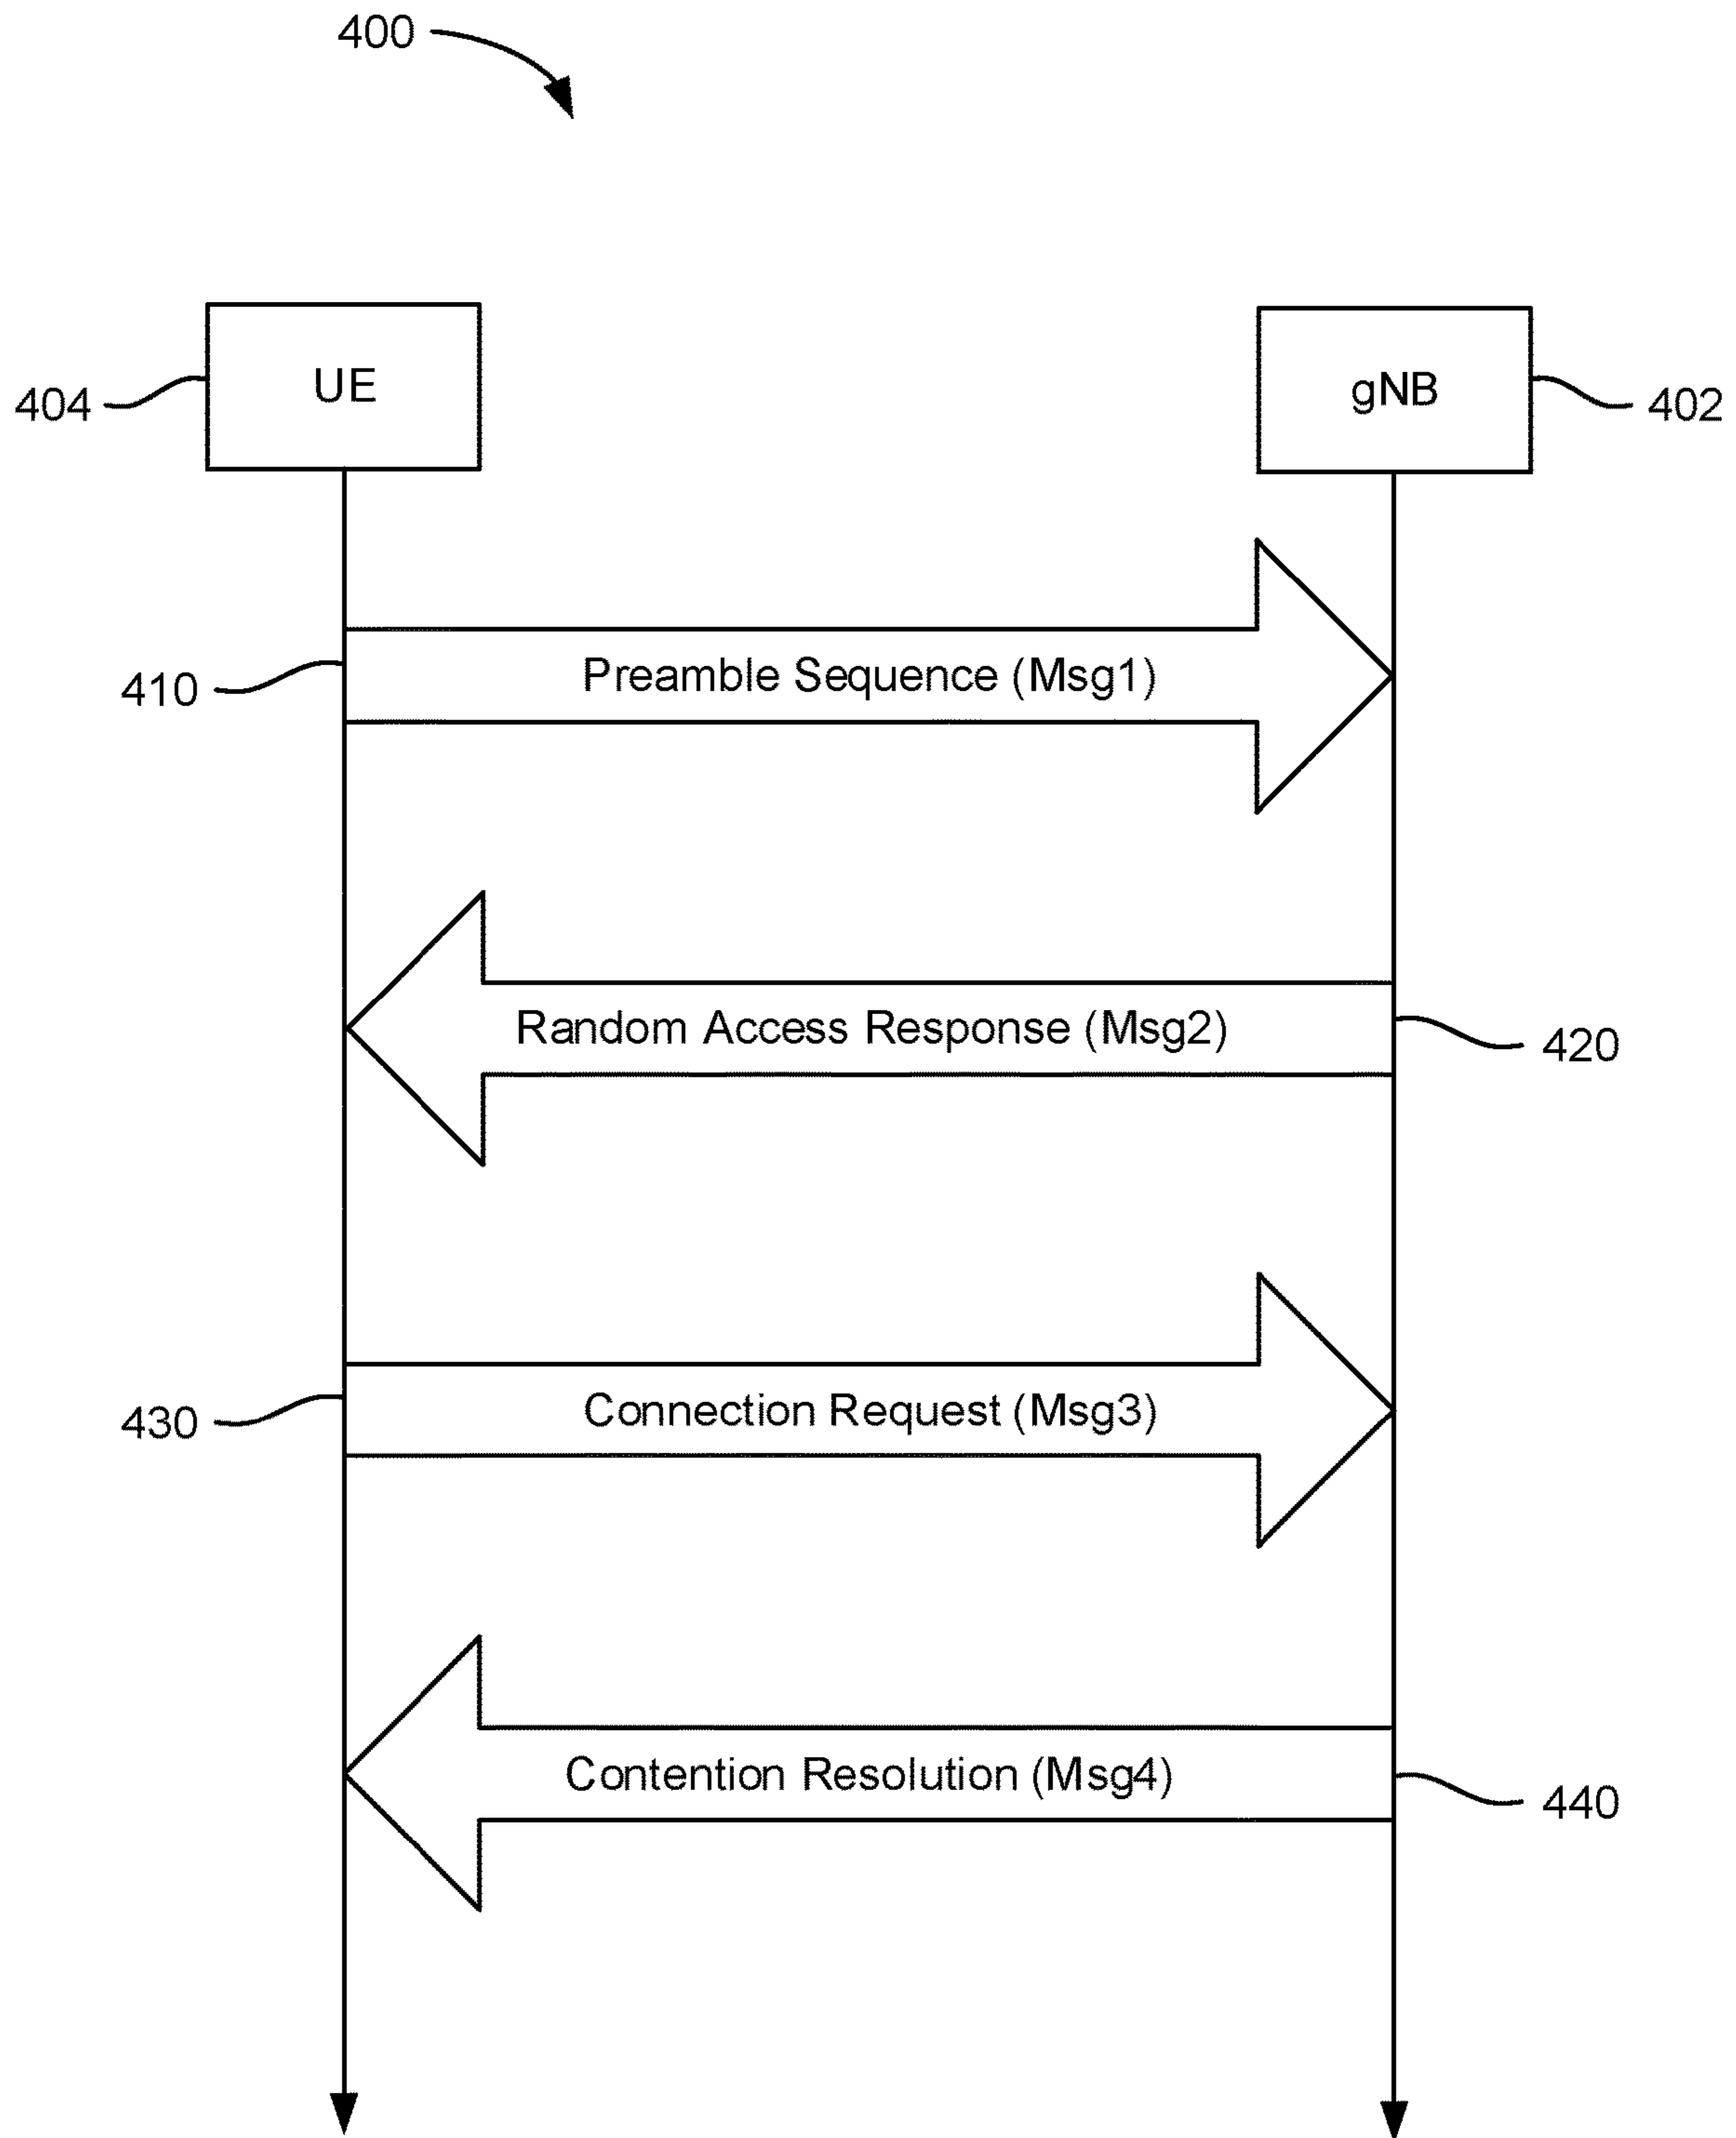 400
UE
gNB
404
402
Preamble Sequence (Msg1)
410
Random Access Response (Msg2)
420
Connection Request (Msg3)
430
Contention Resolution (Msg4)
440